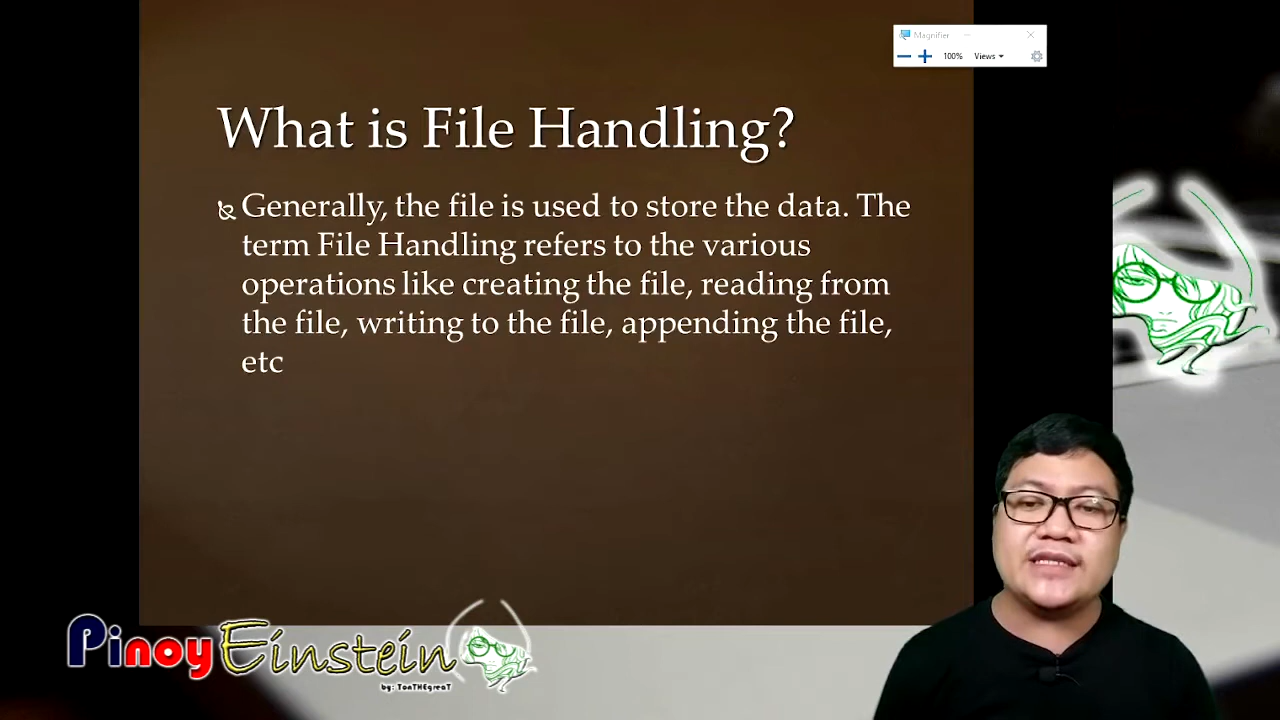 Magnifier
100% Views
What is File Handling?
Generally, the file is used to store the data. The
term File Handling refers to the various
operations like creating the file, reading from
the file, writing to the file, appending the file,
etc
PinoyEinstein
by: TonTHEgreaT